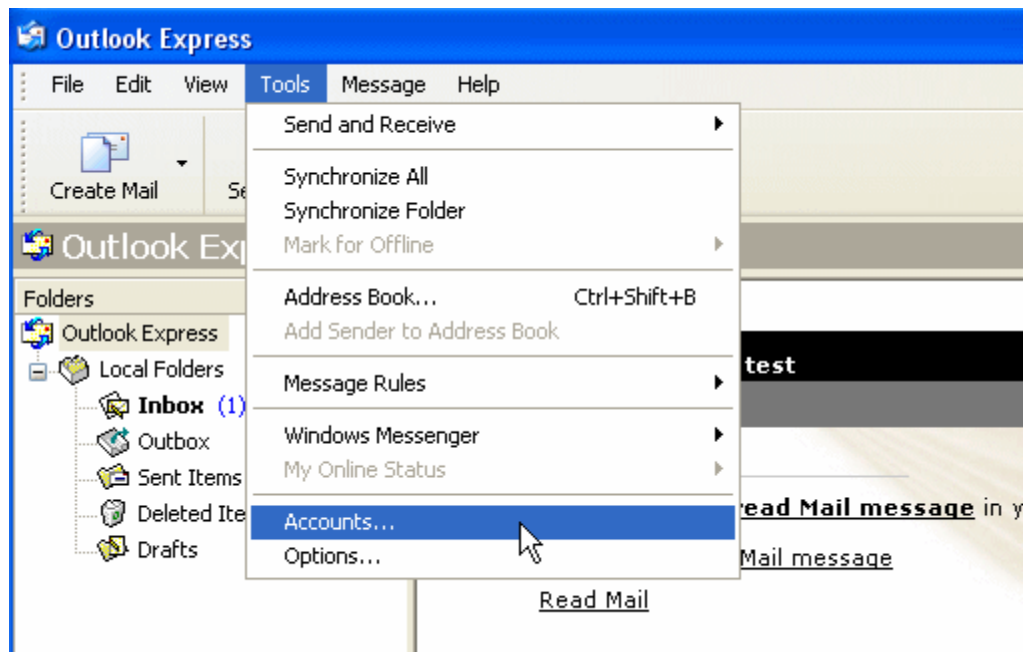 Outlook Express
File Edit View Tools Message Help
Send and Receive
Synchronize All
Create Mail
Synchronize Folder
Outlook
Mark for Offline
Folders
Address Book... Ctrl+Shift+B
Outlook Express
Add Sender to Address Book
test
Local Folders
Message Rules
Inbox (1)
Outbox
Windows Messenger
Sent Items
My Online Status
Deleted
Accounts...
Mail message in
Drafts
Options...
Mail message
Read Mail